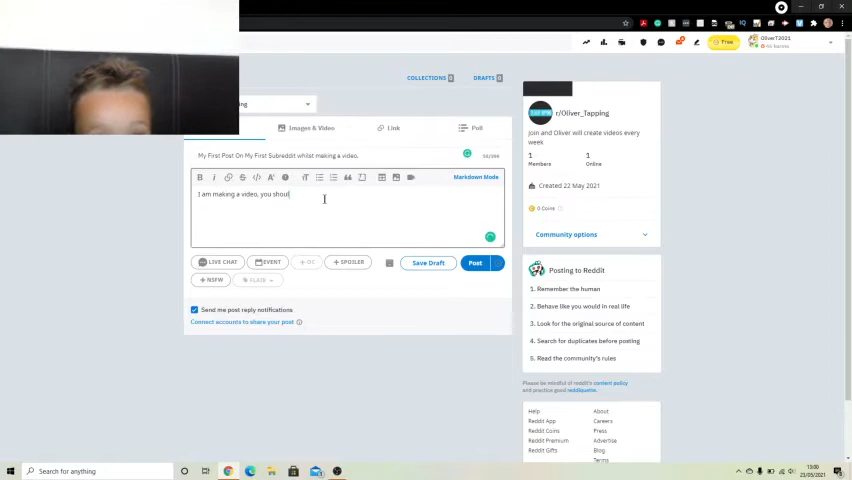 Free
OliverT2021
COLLECTIONS 0
DRAFTS 0
ing
r/Oliver_Tapping
join and Oliver will create videos every
week
1
1
Members
Online
Created 22 May 2021
0 Coins
Community options
Images & Video
Link
Poll
My First Post On My First Subreddit whilst making a video.
Markdown Mode
I am making a video, you shoul
LIVE CHAT
EVENT
+ OC
+ SPOILER
Save Draft
Post
+ NSFW
FLAIR
Send me post reply notifications
Connect accounts to share your post
Posting to Reddit
1. Remember the human
2. Behave like you would in real life
3. Look for the original source of content
4. Search for duplicates before posting
5. Read the community's rules
Please be mindful of reddit's content policy
and practice good reddiquette.
Help
About
Reddit App
Careers
Reddit Coins
Press
Reddit Premium
Advertise
Reddit Gifts
Blog
Terms
Search for anything
19:00
23/05/2021